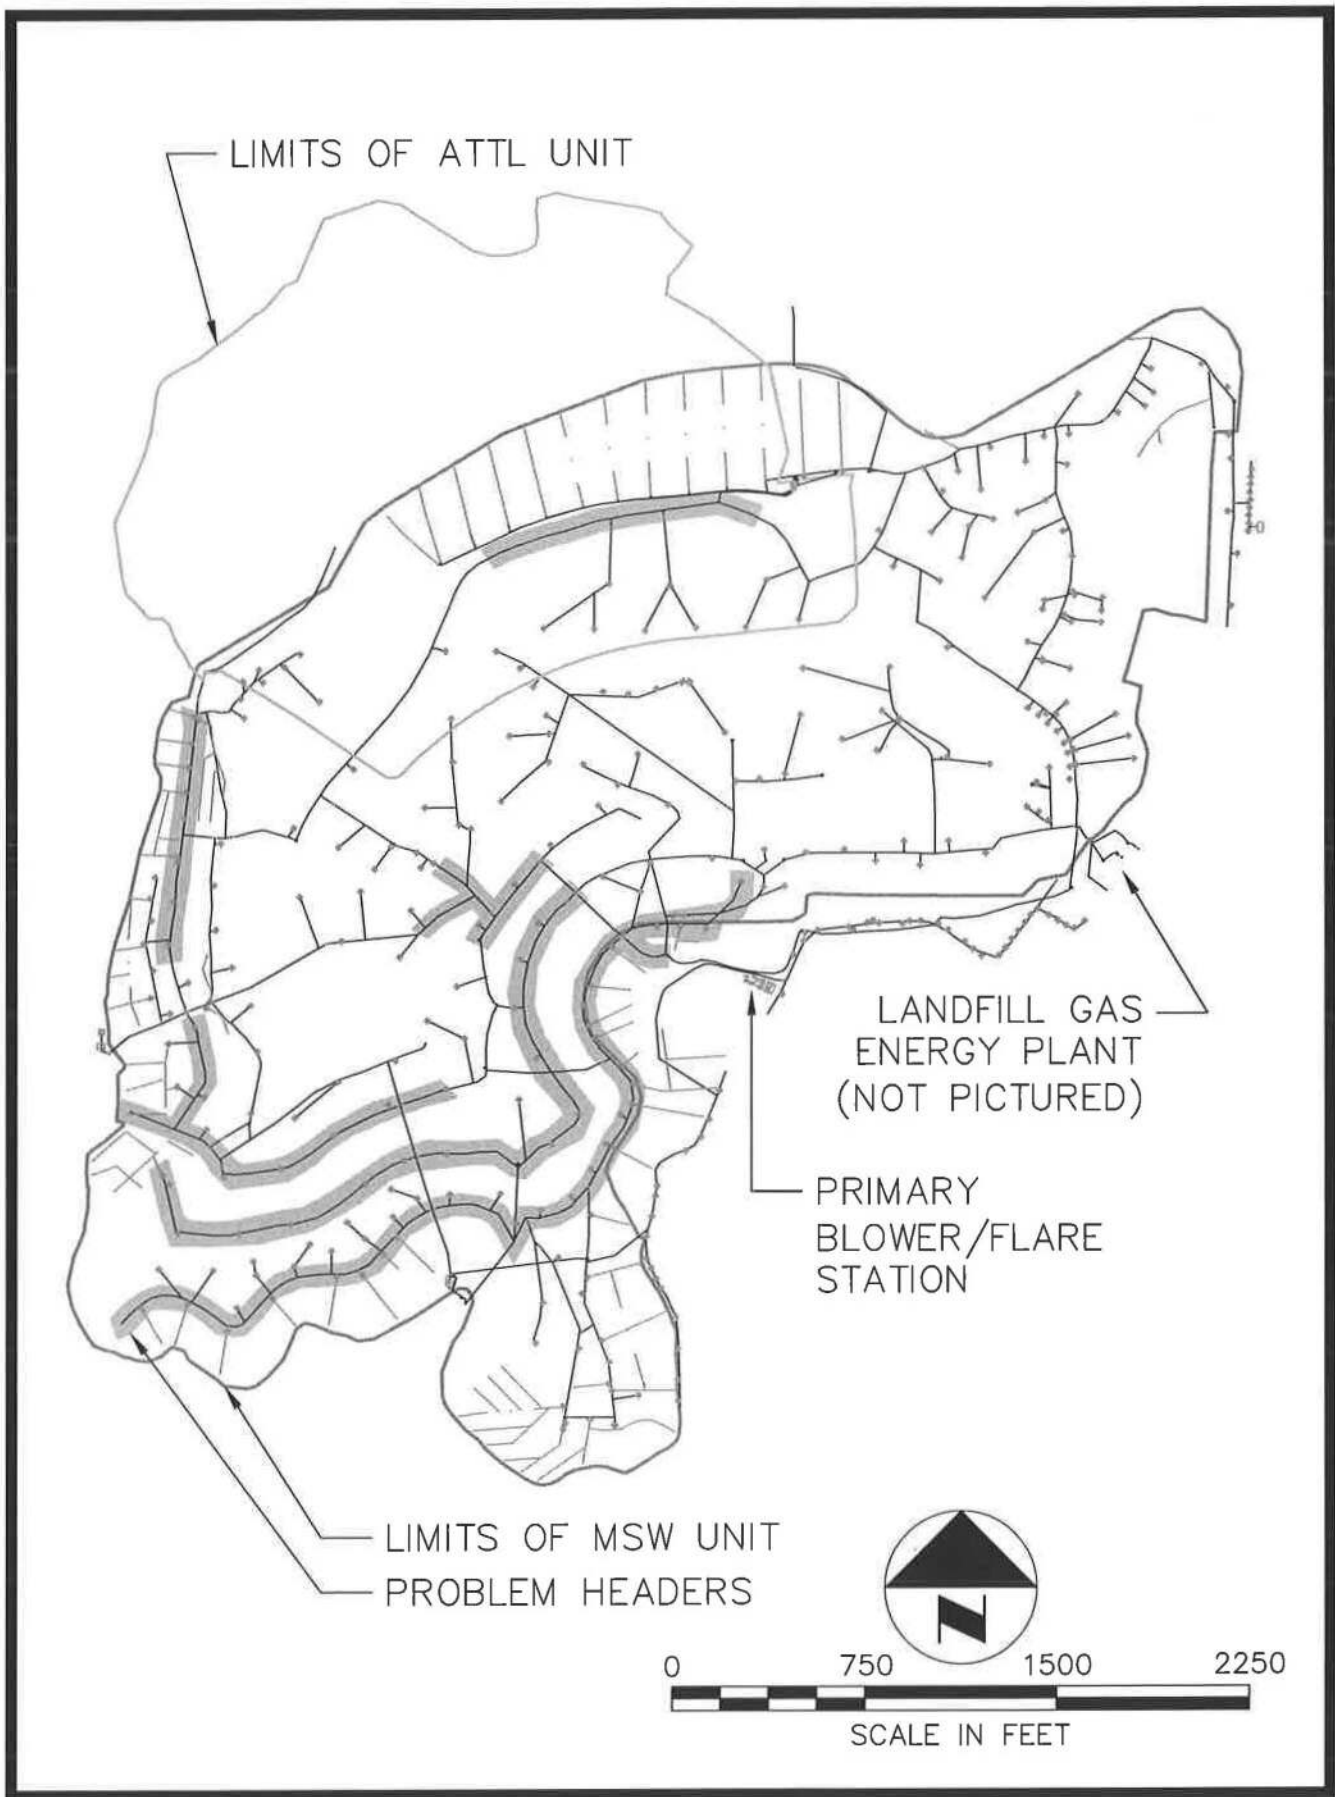 LIMITS OF ATTL UNIT
LANDFILL GAS
ENERGY PLANT
(NOT PICTURED)
PRIMARY
BLOWER/FLARE
STATION
LIMITS OF MSW UNIT
PROBLEM HEADERS
N
0 750 1500 2250
SCALE IN FEET